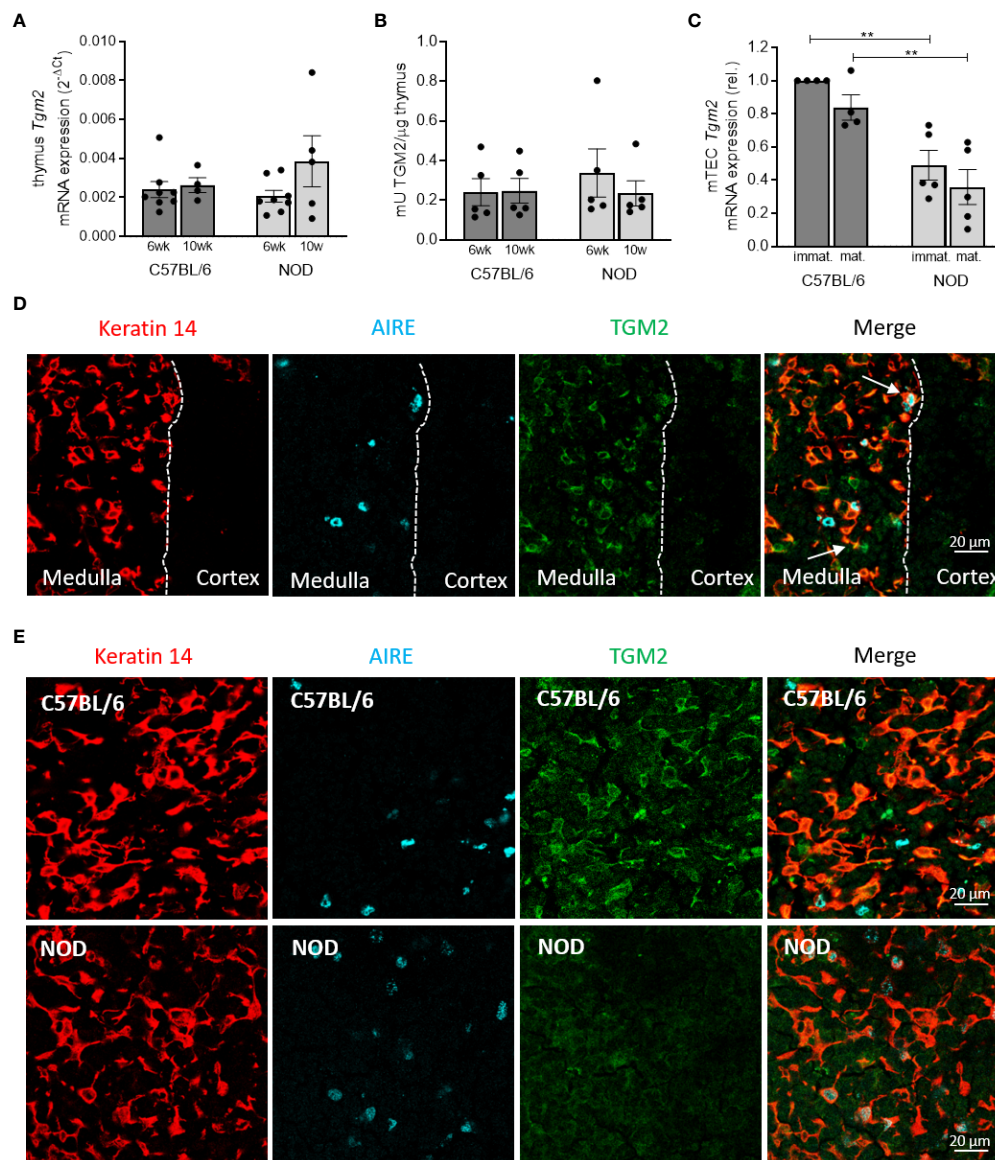 A
thymus Tgm2
mRNA expression (2^-ΔCt)
0.010
0.008
0.006
0.004
0.002
0.000
6wk 10wk 6wk 10w
C57BL/6 NOD
B
mU TGM2/µg thymus
1.0
0.8
0.6
0.4
0.2
0.0
6wk 10wk 6wk 10w
C57BL/6 NOD
C
mTEC Tgm2
mRNA expression (rel.)
**
**
1.2
1.0
0.8
0.6
0.4
0.2
0.0
immat. mat. immat. mat.
C57BL/6 NOD
D
Keratin 14 AIRE TGM2 Merge
Medulla Cortex Medulla Cortex Medulla Cortex Medulla Cortex
20 µm
E
Keratin 14 AIRE TGM2 Merge
C57BL/6 C57BL/6 C57BL/6 C57BL/6
20 µm
NOD NOD NOD NOD
20 µm